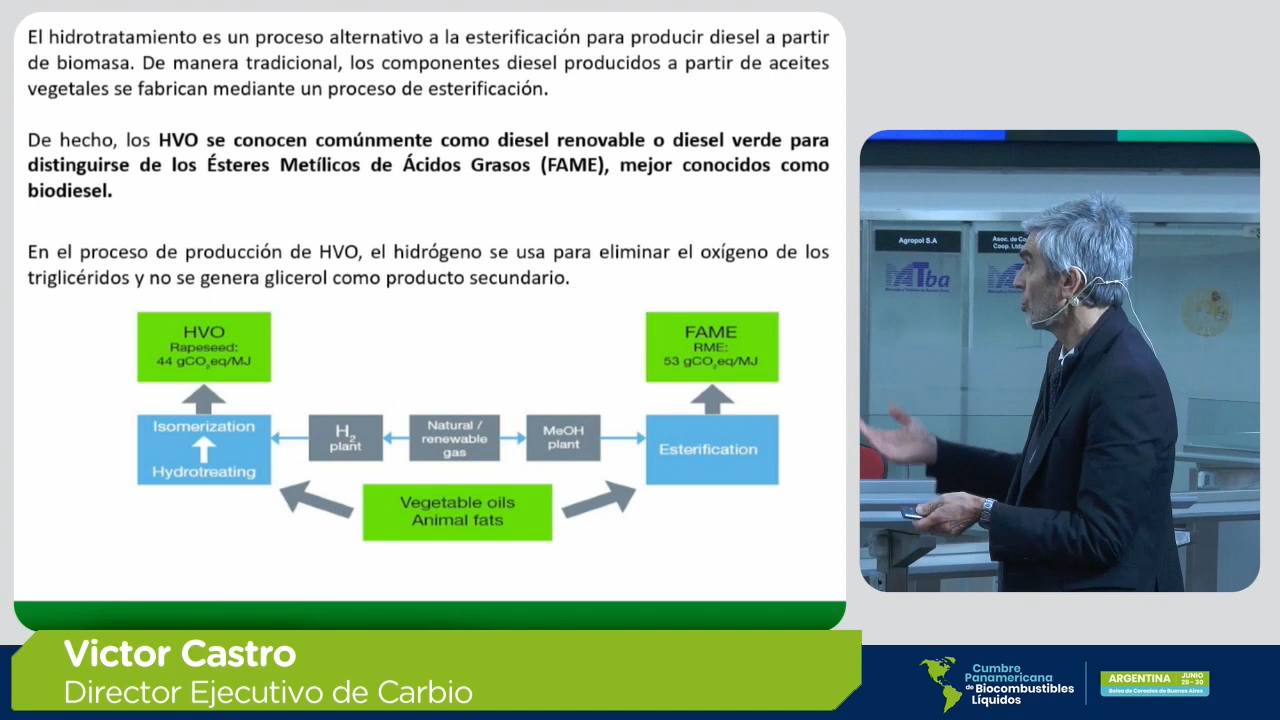 El hidrotratamiento es un proceso alternativo a la esterificación para producir diesel a partir
de biomasa. De manera tradicional, los componentes diesel producidos a partir de aceites
vegetales se fabrican mediante un proceso de esterificación.
De hecho, los HVO se conocen comúnmente como diesel renovable o diesel verde para
distinguirse de los Ésteres Metílicos de Ácidos Grasos (FAME), mejor conocidos como
biodiesel.
En el proceso de producción de HVO, el hidrógeno se usa para eliminar el oxígeno de los
triglicéridos y no se genera glicerol como producto secundario.
HVO
Rapeseed:
44 gCO2eq/MJ
FAME
RME:
53 gCO2eq/MJ
Isomerization
Hydrotreating
H2
plant
Natural /
renewable
gas
MeOH
plant
Esterification
Vegetable oils
Animal fats
Agropol S.A
Asoc. de Co
Coop. Ltda
MATba
Victor Castro
Director Ejecutivo de Carbio
Cumbre
Panamericana
de Biocombustibles
Líquidos
ARGENTINA
JUNIO
29 - 30
Bolsa de Cereales de Buenos Aires